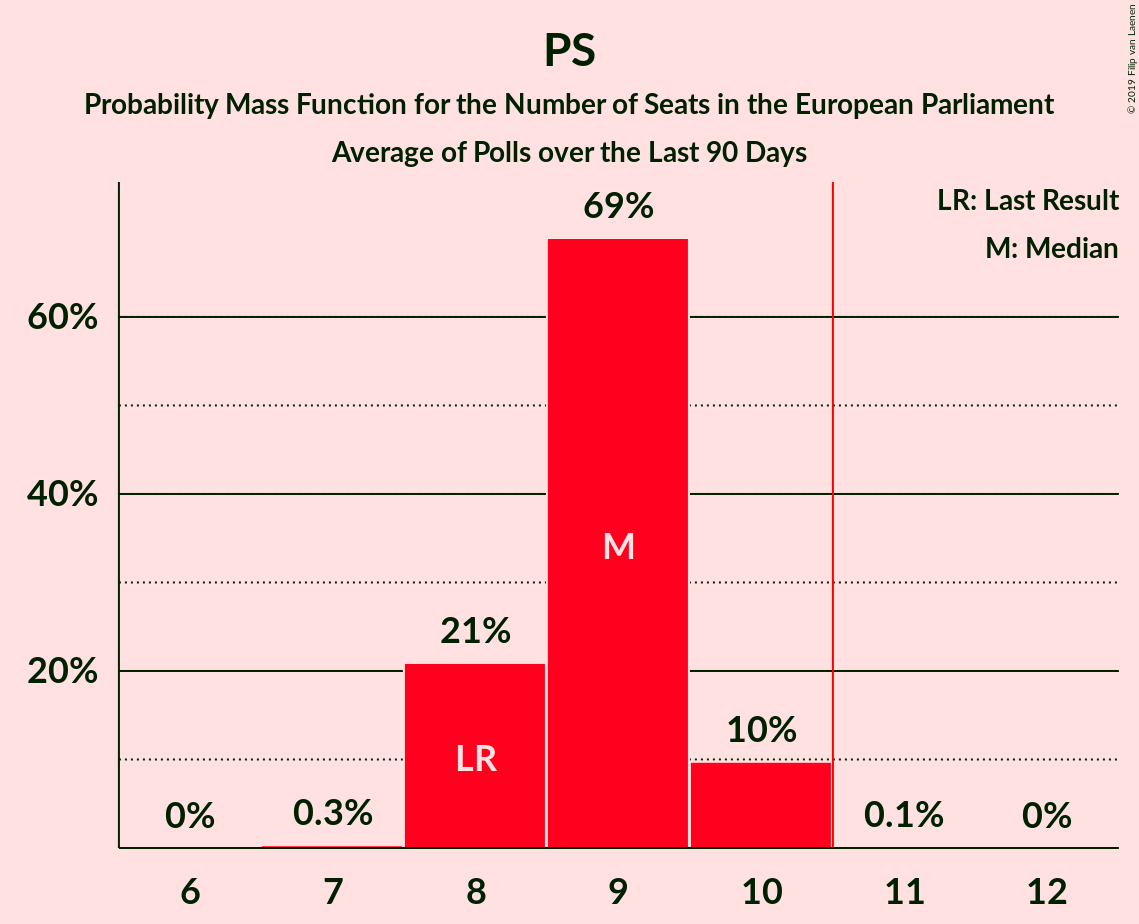 PS
Probability Mass Function for the Number of Seats in the European Parliament
Average of Polls over the Last 90 Days
© 2019 Filip van Laenen
LR: Last Result
M: Median
69%
60%
40%
M
21%
20%
10%
LR
0%
0.3%
0.1%
0%
6
7
8
9
10
11
12